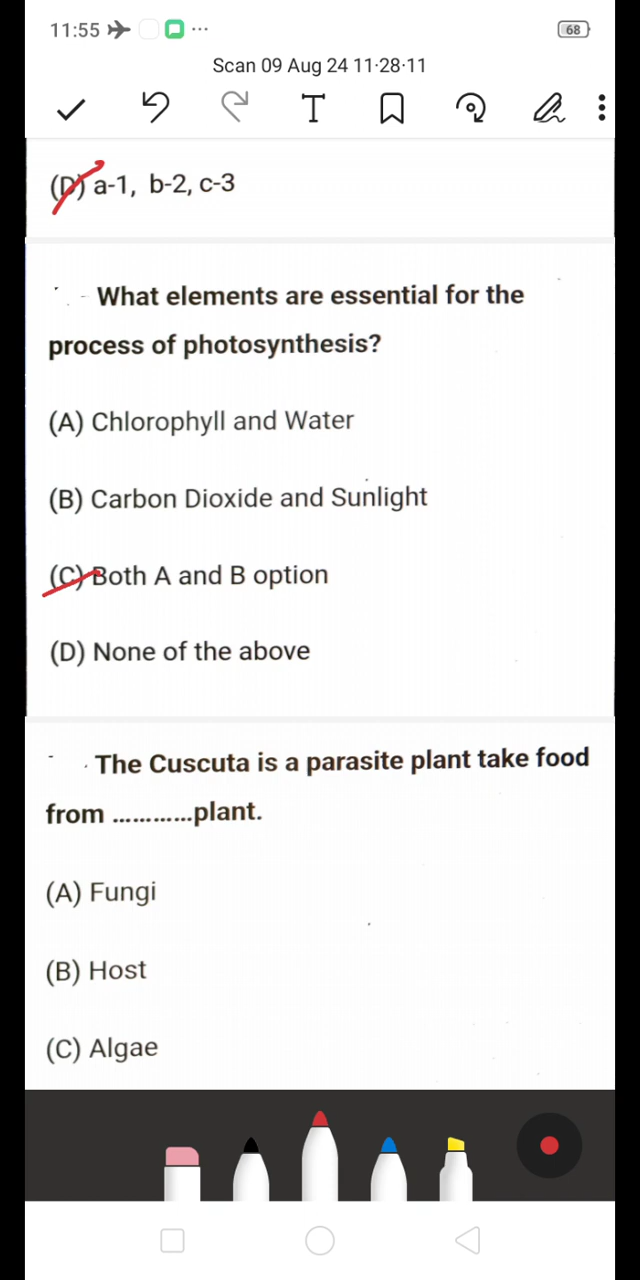 11:55
68
Scan 09 Aug 24 11·28·11
T
(D) a-1, b-2, c-3
What elements are essential for the
process of photosynthesis?
(A) Chlorophyll and Water
(B) Carbon Dioxide and Sunlight
(C) Both A and B option
(D) None of the above
The Cuscuta is a parasite plant take food
from ............plant.
(A) Fungi
(B) Host
(C) Algae